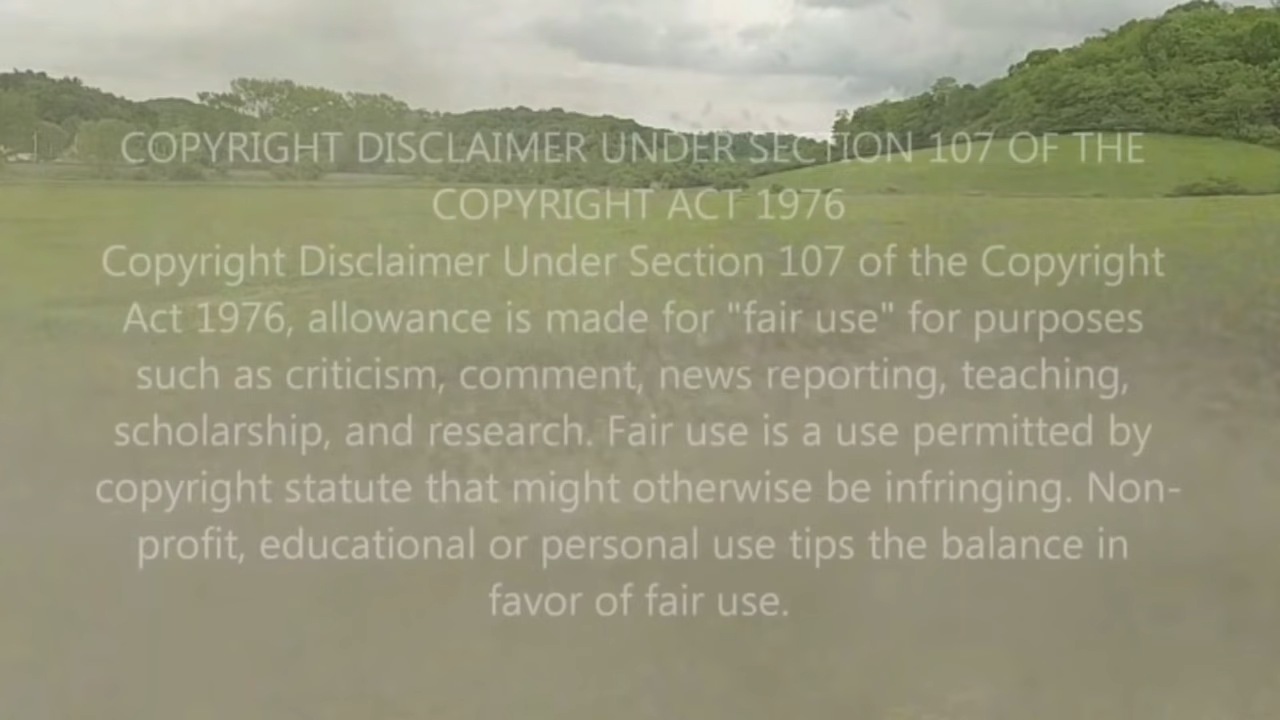 COPYRIGHT DISCLAIMER UNDER SECTION 107 OF THE
COPYRIGHT ACT 1976
Copyright Disclaimer Under Section 107 of the Copyright
Act 1976, allowance is made for "fair use" for purposes
such as criticism, comment, news reporting, teaching,
scholarship, and research. Fair use is a use permitted by
copyright statute that might otherwise be infringing. Non-
profit, educational or personal use tips the balance in
favor of fair use.